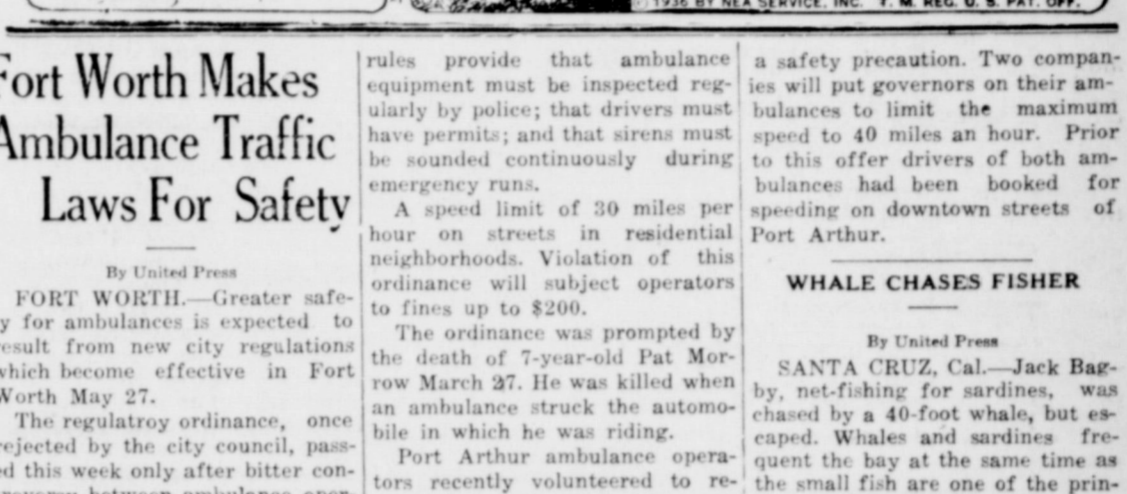 1936 BY NEA SERVICE, INC. T. M. REG. U. S. PAT. OFF.
Fort Worth Makes
Ambulance Traffic
Laws For Safety
By United Press
FORT WORTH.—Greater safe-
y for ambulances is expected to
esult from new city regulations
which become effective in Fort
Worth May 27.
The regulatroy ordinance, once
rejected by the city council, pass-
ed this week only after bitter con-
rules provide that ambulance
equipment must be inspected reg-
ularly by police; that drivers must
have permits; and that sirens must
be sounded continuously during
emergency runs.
A speed limit of 30 miles per
hour on streets in residential
neighborhoods. Violation of this
ordinance will subject operators
to fines up to $200.
The ordinance was prompted by
the death of 7-year-old Pat Mor-
row March 27. He was killed when
an ambulance struck the automo-
bile in which he was riding.
Port Arthur ambulance opera-
tors recently volunteered to re-
a safety precaution. Two compan-
ies will put governors on their am-
bulances to limit the maximum
speed to 40 miles an hour. Prior
to this offer drivers of both am-
bulances had been booked for
speeding on downtown streets of
Port Arthur.
WHALE CHASES FISHER
By United Press
SANTA CRUZ, Cal.—Jack Bag-
by, net-fishing for sardines, was
chased by a 40-foot whale, but es-
caped. Whales and sardines fre-
quent the bay at the same time as
the small fish are one of the prin-